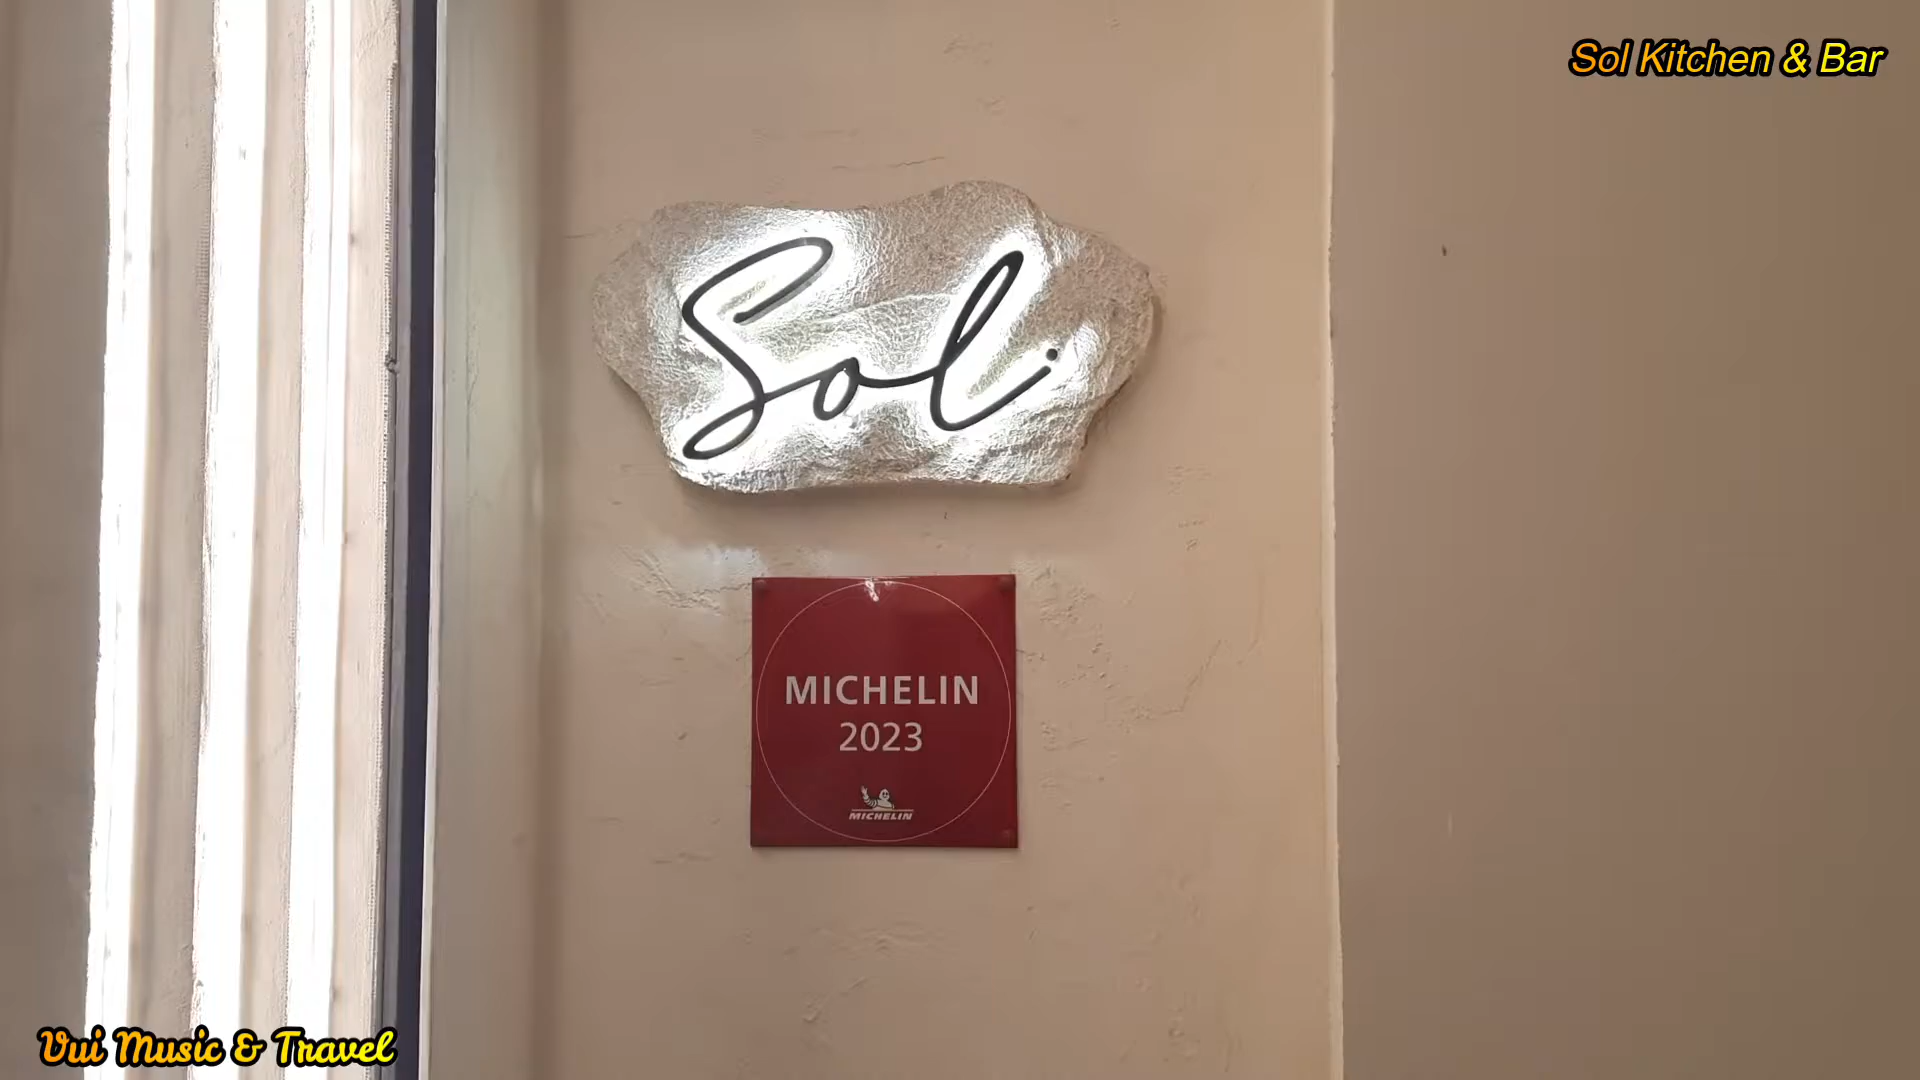 Sol Kitchen & Bar
Sol
MICHELIN
2023
MICHELIN
Vui Music & Travel